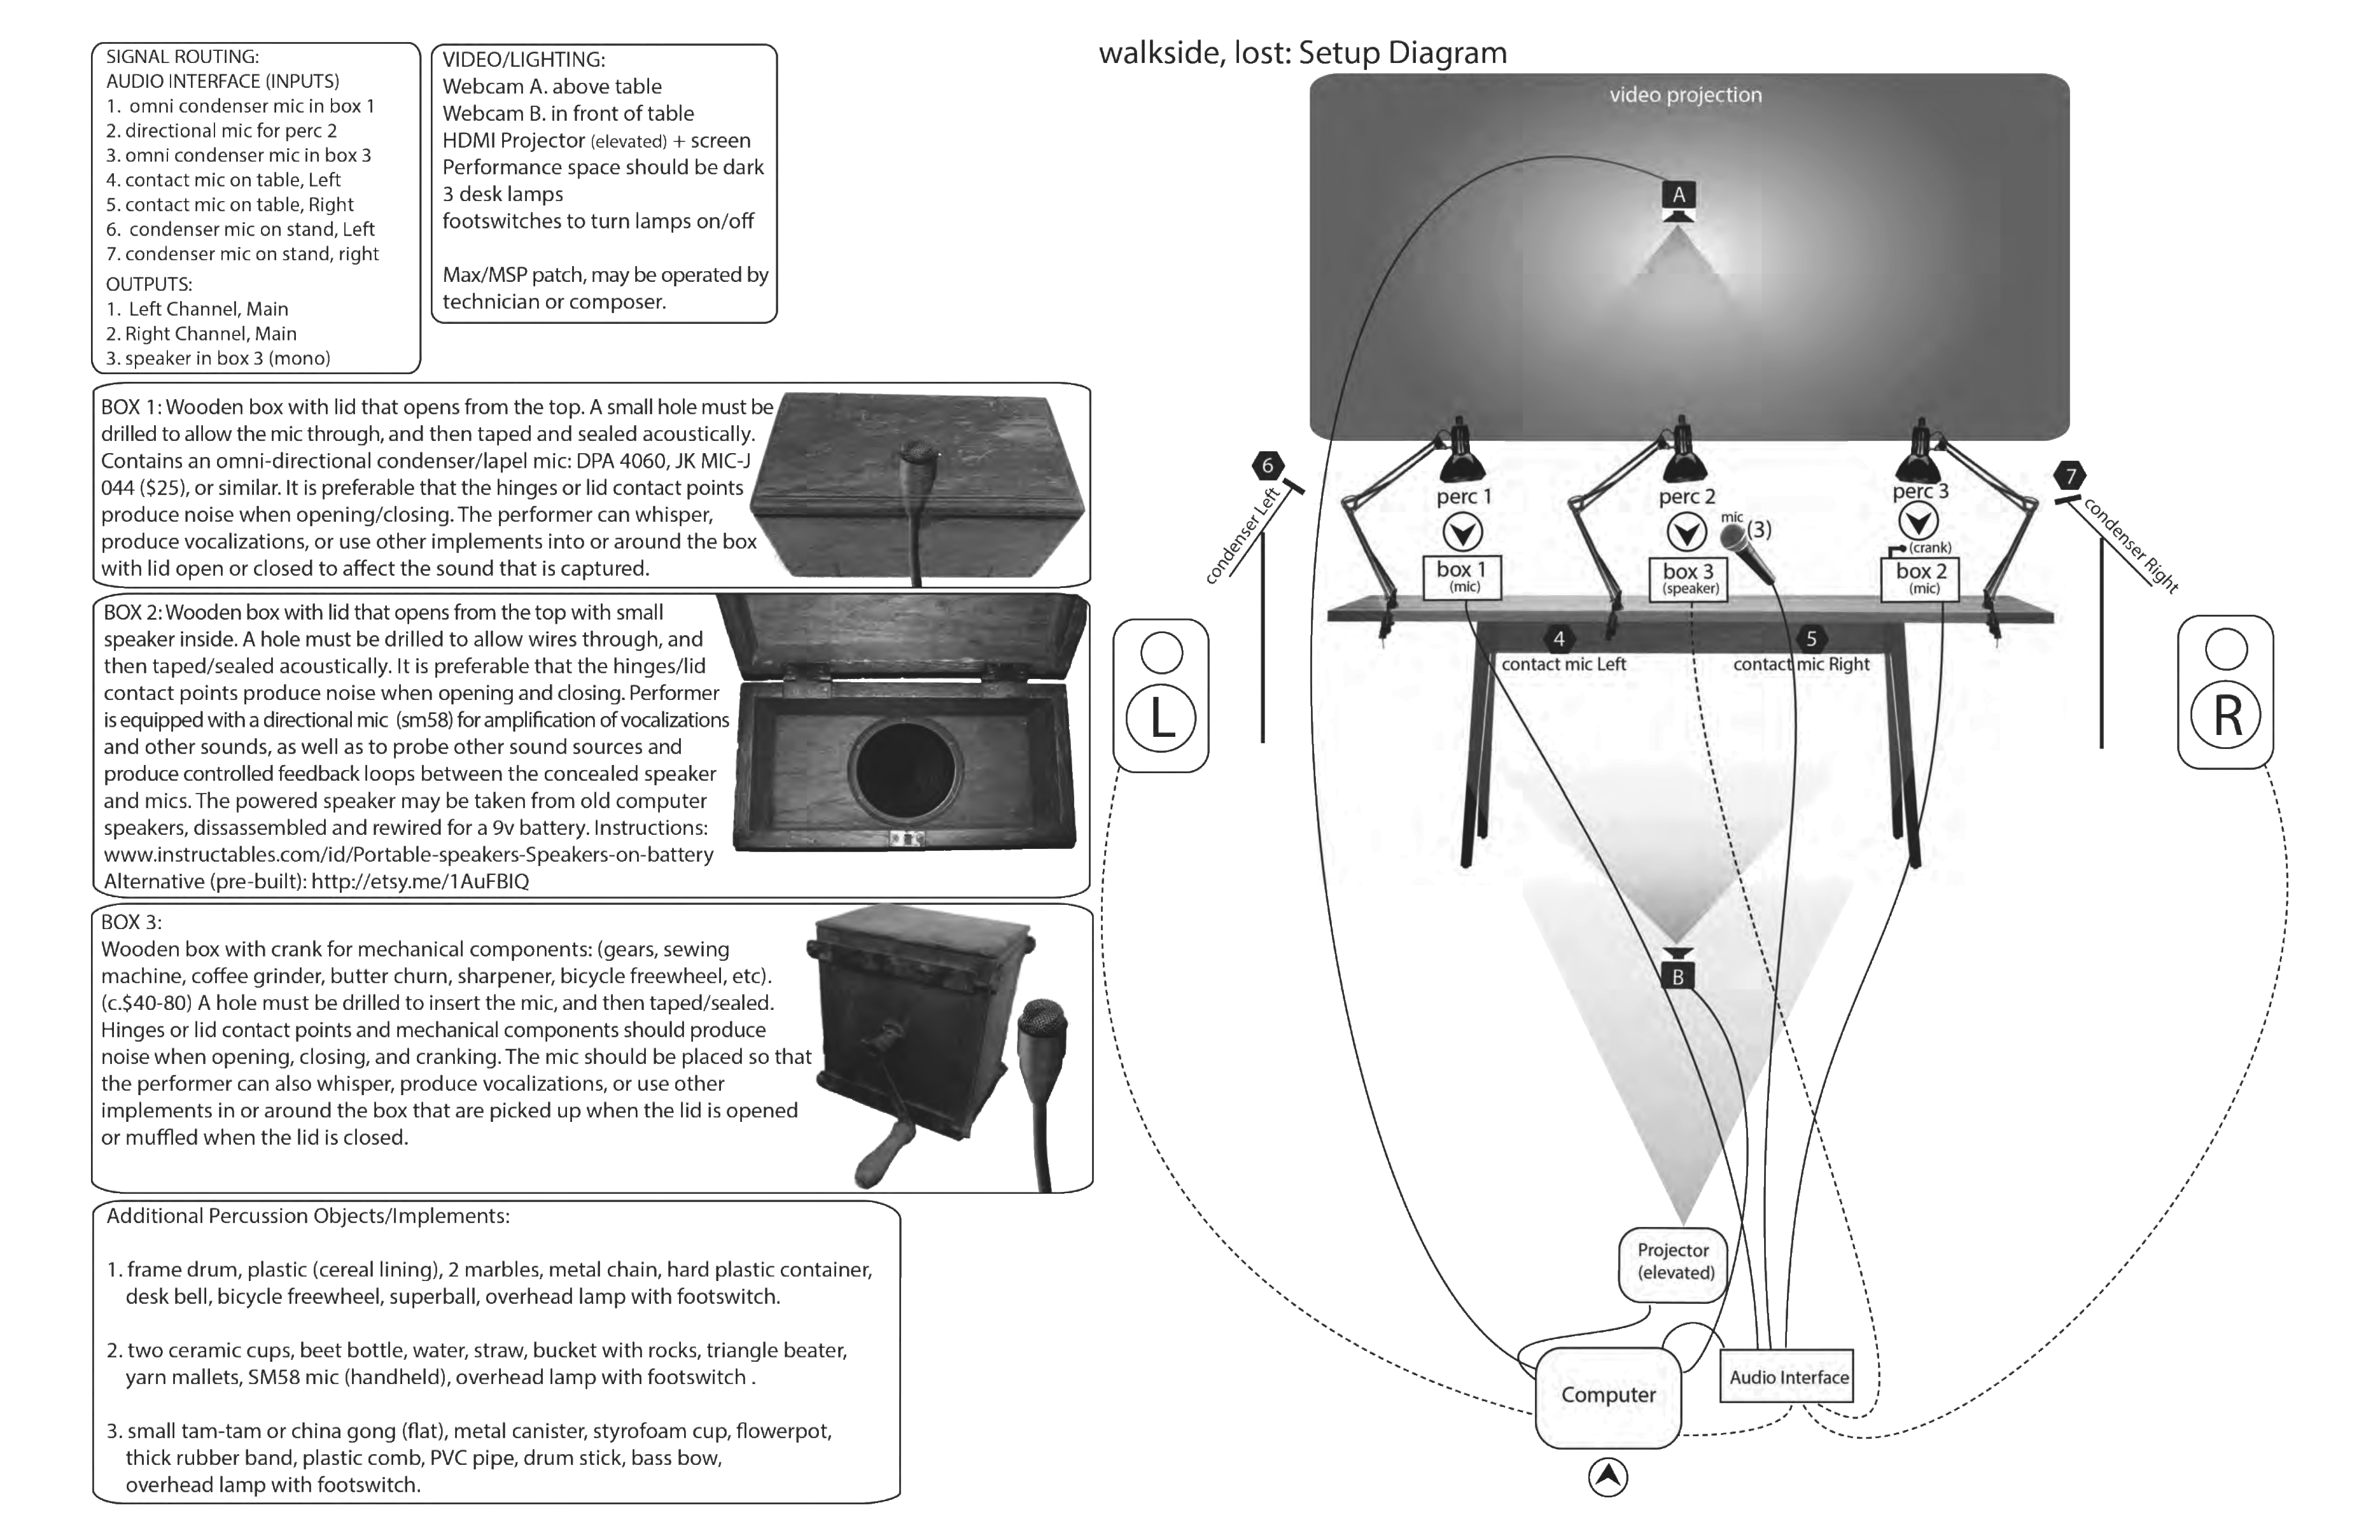 walkside, lost: Setup Diagram
SIGNAL ROUTING:
AUDIO INTERFACE (INPUTS)
1. omni condenser mic in box 1
2. directional mic for perc 2
3. omni condenser mic in box 3
4. contact mic on table, Left
5. contact mic on table, Right
6. condenser mic on stand, Left
7. condenser mic on stand, right
OUTPUTS:
1. Left Channel, Main
2. Right Channel, Main
3. speaker in box 3 (mono)
VIDEO/LIGHTING:
Webcam A. above table
Webcam B. in front of table
HDMI Projector (elevated) + screen
Performance space should be dark
3 desk lamps
footswitches to turn lamps on/off
Max/MSP patch, may be operated by
technician or composer.
BOX 1: Wooden box with lid that opens from the top. A small hole must be
drilled to allow the mic through, and then taped and sealed acoustically.
Contains an omni-directional condenser/lapel mic: DPA 4060, JK MIC-J
044 ($25), or similar. It is preferable that the hinges or lid contact points
produce noise when opening/closing. The performer can whisper,
produce vocalizations, or use other implements into or around the box
with lid open or closed to affect the sound that is captured.
BOX 2: Wooden box with lid that opens from the top with small
speaker inside. A hole must be drilled to allow wires through, and
then taped/sealed acoustically. It is preferable that the hinges/lid
contact points produce noise when opening and closing. Performer
is equipped with a directional mic (sm58) for amplification of vocalizations
and other sounds, as well as to probe other sound sources and
produce controlled feedback loops between the concealed speaker
and mics. The powered speaker may be taken from old computer
speakers, dissassembled and rewired for a 9v battery. Instructions:
www.instructables.com/id/Portable-speakers-Speakers-on-battery
Alternative (pre-built): http://etsy.me/1AuFBIQ
BOX 3:
Wooden box with crank for mechanical components: (gears, sewing
machine, coffee grinder, butter churn, sharpener, bicycle freewheel, etc).
(c.$40-80) A hole must be drilled to insert the mic, and then taped/sealed.
Hinges or lid contact points and mechanical components should produce
noise when opening, closing, and cranking. The mic should be placed so that
the performer can also whisper, produce vocalizations, or use other
implements in or around the box that are picked up when the lid is opened
or muffled when the lid is closed.
Additional Percussion Objects/Implements:
1. frame drum, plastic (cereal lining), 2 marbles, metal chain, hard plastic container,
desk bell, bicycle freewheel, superball, overhead lamp with footswitch.
2. two ceramic cups, beet bottle, water, straw, bucket with rocks, triangle beater,
yarn mallets, SM58 mic (handheld), overhead lamp with footswitch .
3. small tam-tam or china gong (flat), metal canister, styrofoam cup, flowerpot,
thick rubber band, plastic comb, PVC pipe, drum stick, bass bow,
overhead lamp with footswitch.
video projection
A
6
condenser Left
7
condenser Right
perc 1
perc 2
perc 3
mic
(3)
(crank)
box 1
(mic)
box 3
(speaker)
box 2
(mic)
4
contact mic Left
5
contact mic Right
L
R
B
Projector
(elevated)
Computer
Audio Interface